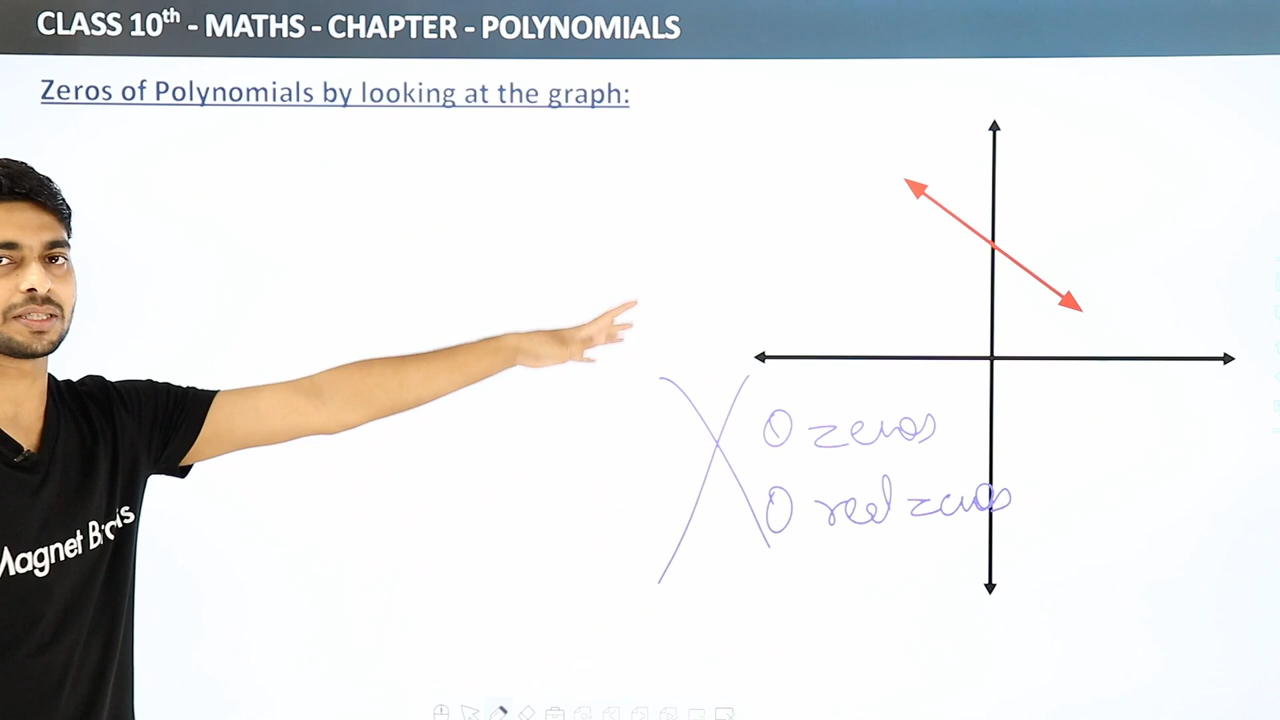 CLASS 10th - MATHS - CHAPTER - POLYNOMIALS
Zeros of Polynomials by looking at the graph:
0 zeros
0 real zeros
Magnet Brains